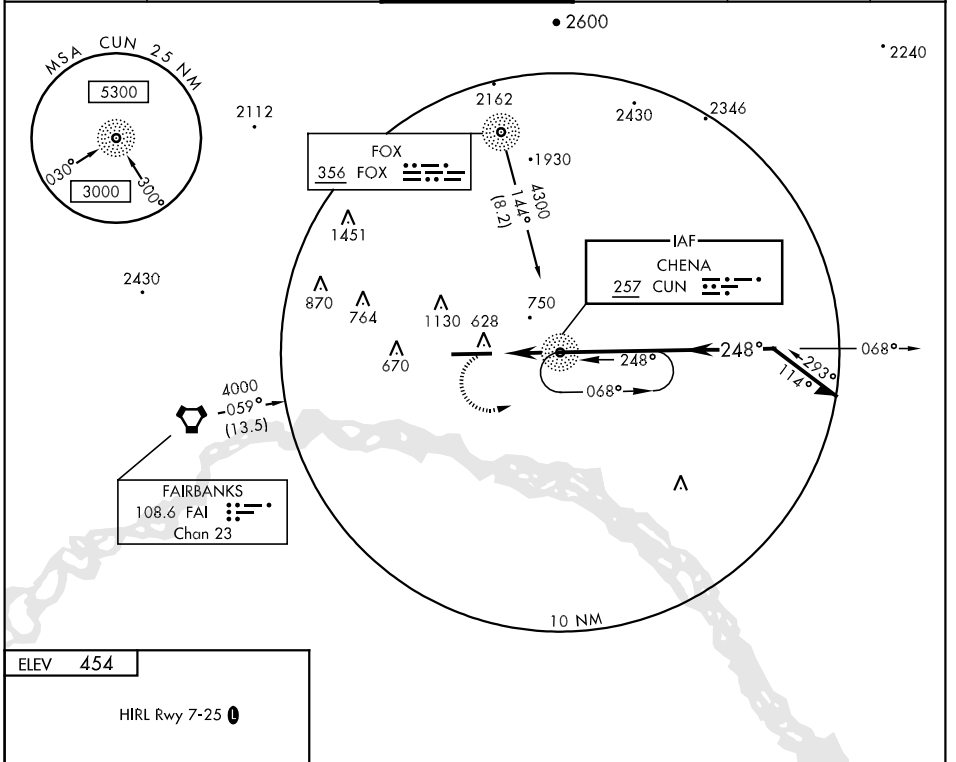 2600
2240
MSA CUN 25 NM
5300
030°
3000
300°
2112
2162
2430
2346
FOX
356 FOX
1930
4300
144°
(8.2)
1451
IAF
CHENA
257 CUN
2430
870
764
1130
628
750
670
248°
248°
068°
293°
114°
068°
4000
059°
(13.5)
FAIRBANKS
108.6 FAI
Chan 23
10 NM
ELEV 454
HIRL Rwy 7-25 L